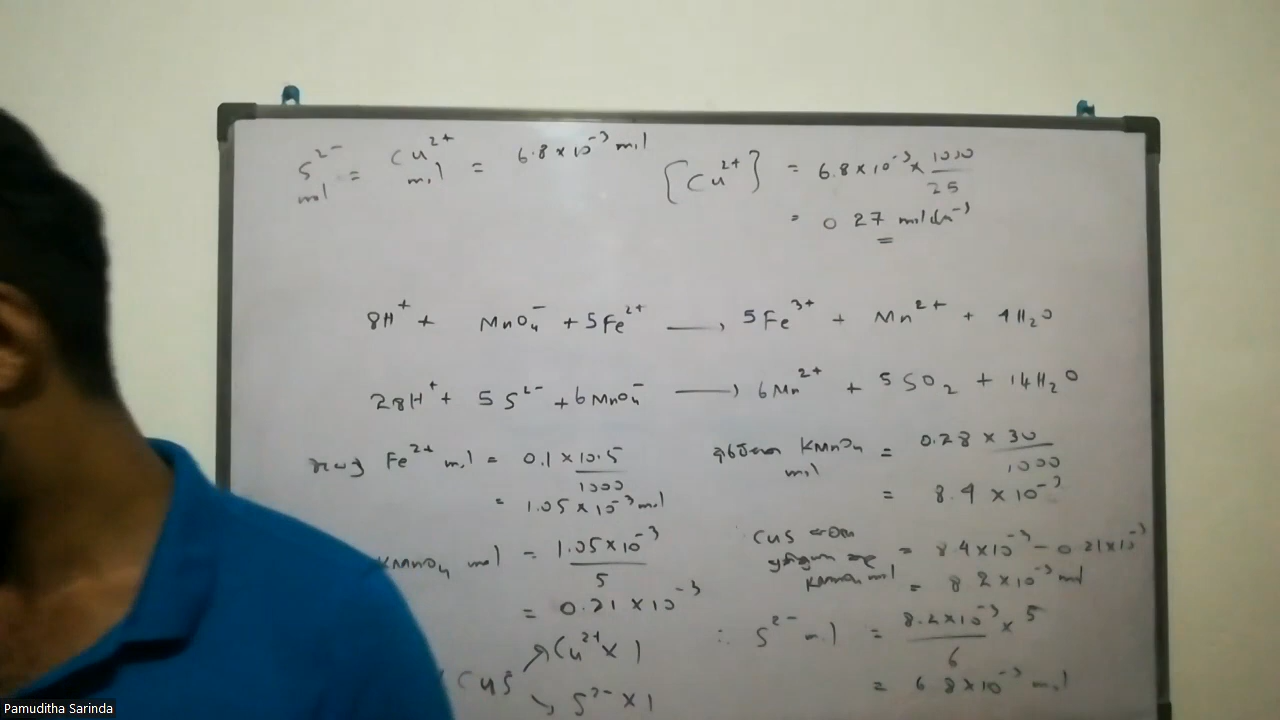 S²⁻ mol = Cu²⁺ mol = 6.8 × 10⁻³ mol
[Cu²⁺] = 6.8 × 10⁻³ × 1000/25
= 0.27 mol dm⁻³
8H⁺ + MnO₄⁻ + 5Fe²⁺ → 5Fe³⁺ + Mn²⁺ + 4H₂O
28H⁺ + 5S²⁻ + 6MnO₄⁻ → 6Mn²⁺ + 5SO₂ + 14H₂O
Fe²⁺ mol = 0.1 × 10.5/1000
= 1.05 × 10⁻³ mol
KMnO₄ mol = 1.05 × 10⁻³/5
= 0.21 × 10⁻³
CuS
Cu²⁺ × 1
S²⁻ × 1
KMnO₄ mol = 0.28 × 30/1000
= 8.4 × 10⁻³
CuS
KMnO₄ mol = 8.4 × 10⁻³ – 0.21 × 10⁻³
= 8.2 × 10⁻³ mol
∴ S²⁻ mol = 8.2 × 10⁻³/6 × 5
= 6.8 × 10⁻³ mol
Pamuditha Sarinda